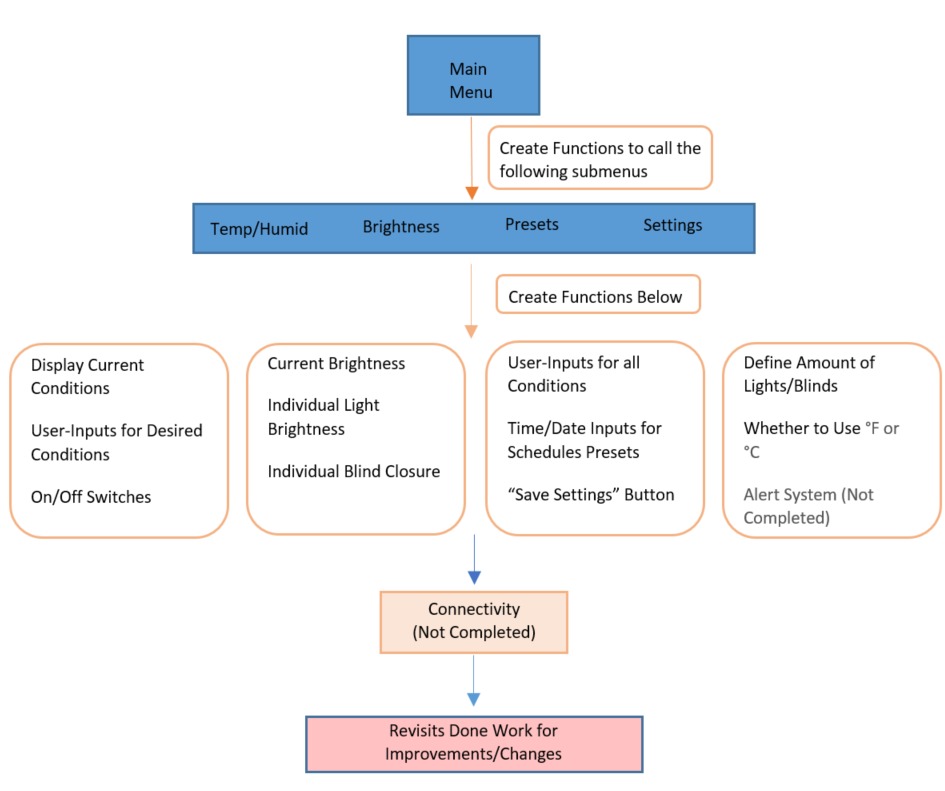 Main
Menu
Create Functions to call the
following submenus
Temp/Humid Brightness Presets Settings
Create Functions Below
Display Current
Conditions
User-Inputs for Desired
Conditions
On/Off Switches
Current Brightness
Individual Light
Brightness
Individual Blind Closure
User-Inputs for all
Conditions
Time/Date Inputs for
Schedules Presets
“Save Settings” Button
Define Amount of
Lights/Blinds
Whether to Use °F or
°C
Alert System (Not
Completed)
Connectivity
(Not Completed)
Revisits Done Work for
Improvements/Changes